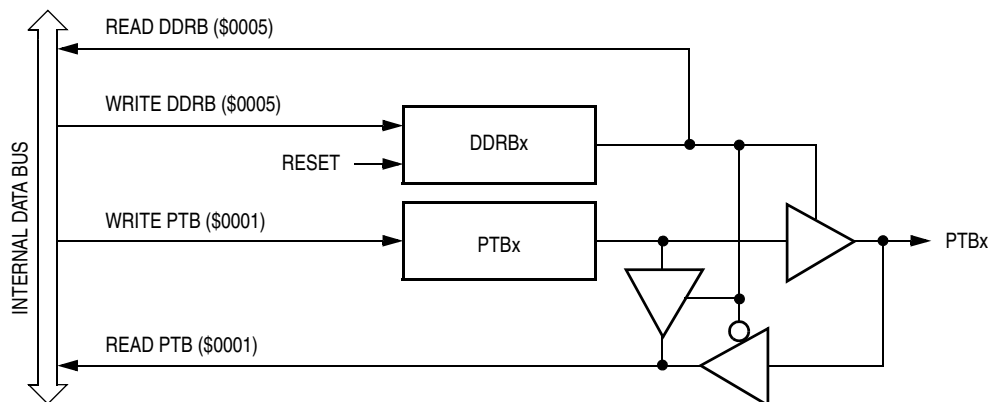 READ DDRB ($0005)
WRITE DDRB ($0005)
DDRBx
RESET
INTERNAL DATA BUS
WRITE PTB ($0001)
PTBx
PTBx
READ PTB ($0001)